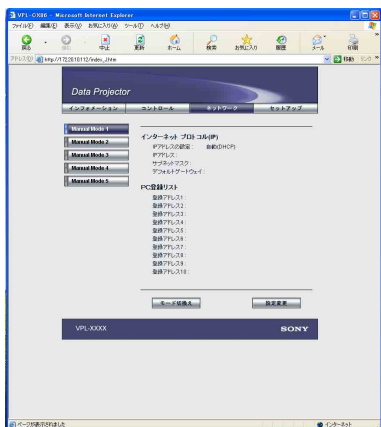 VPL-CX86 - Microsoft Internet Explorer
ファイル(F) 編集(E) 表示(V) お気に入り(A) ツール(T) ヘルプ(H)
戻る 中止 更新 ホーム 検索 お気に入り 履歴 メール 印刷
アドレス(D) 移動 リンク
Data Projector
インフォメーション コントロール ネットワーク セットアップ
Manual Mode 1
Manual Mode 2
Manual Mode 3
Manual Mode 4
Manual Mode 5
インターネット プロトコル(IP)
IPアドレスの設定: 自動(DHCP)
IPアドレス:
サブネットマスク:
デフォルトゲートウェイ:
PC登録リスト
登録アドレス1:
登録アドレス2:
登録アドレス3:
登録アドレス4:
登録アドレス5:
登録アドレス6:
登録アドレス7:
登録アドレス8:
登録アドレス9:
登録アドレス10:
モード切換え 設定変更
VPL-XXXX SONY
ページが表示されました インターネット